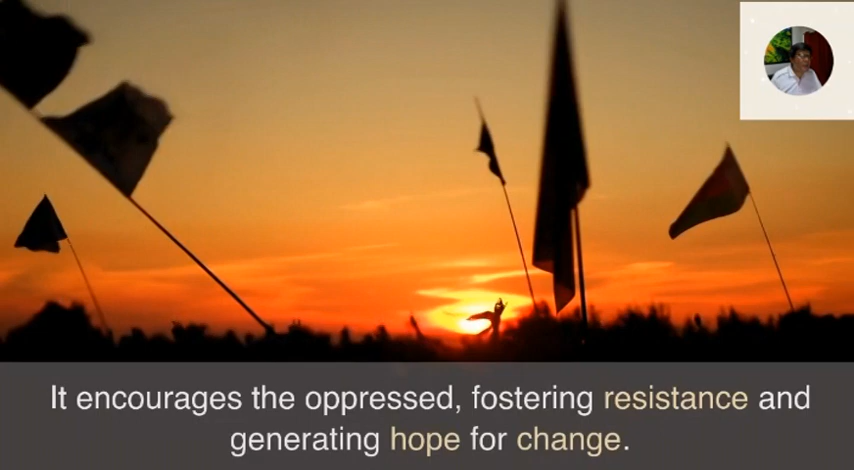 It encourages the oppressed, fostering resistance and
generating hope for change.